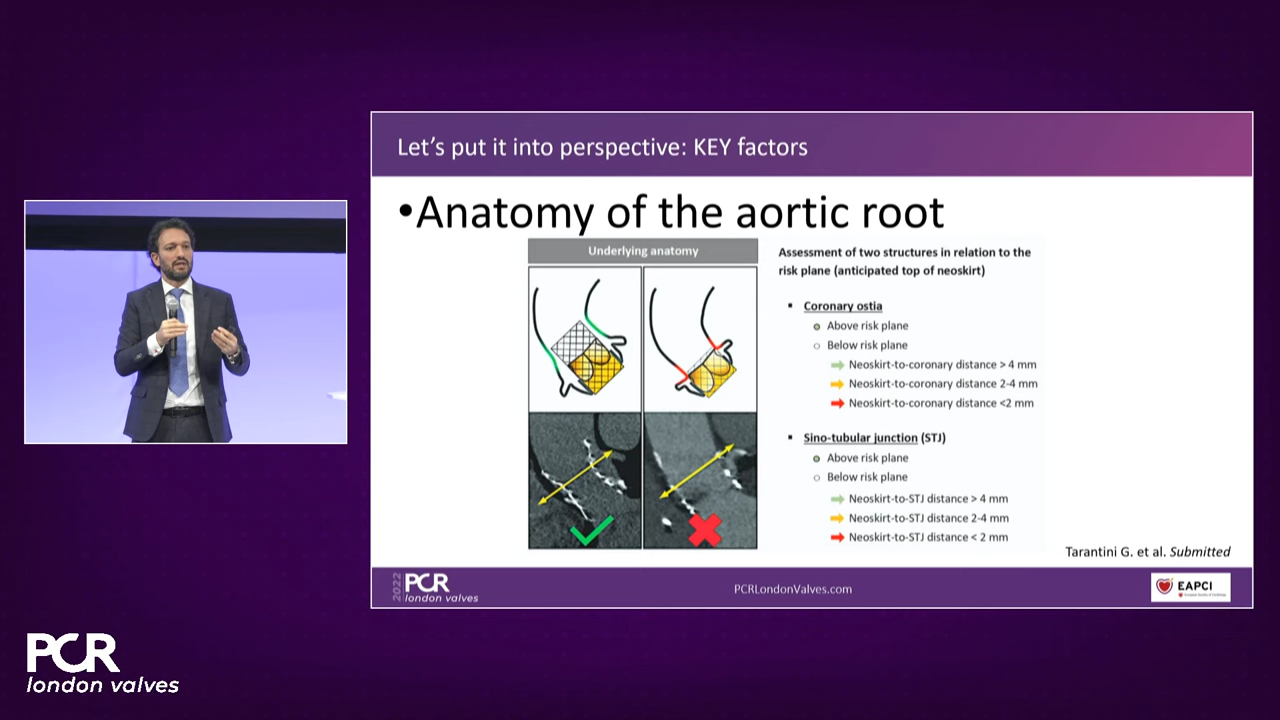 Let's put it into perspective: KEY factors
•Anatomy of the aortic root
Underlying anatomy
Assessment of two structures in relation to the
risk plane (anticipated top of neoskirt)
Coronary ostia
Above risk plane
Below risk plane
Neoskirt-to-coronary distance > 4 mm
Neoskirt-to-coronary distance 2-4 mm
Neoskirt-to-coronary distance <2 mm
Sino-tubular junction (STJ)
Above risk plane
Below risk plane
Neoskirt-to-STJ distance > 4 mm
Neoskirt-to-STJ distance 2-4 mm
Neoskirt-to-STJ distance < 2 mm
Tarantini G. et al. Submitted
2022
PCR
london valves
PCRLondonValves.com
EAPCI
PCR
london valves